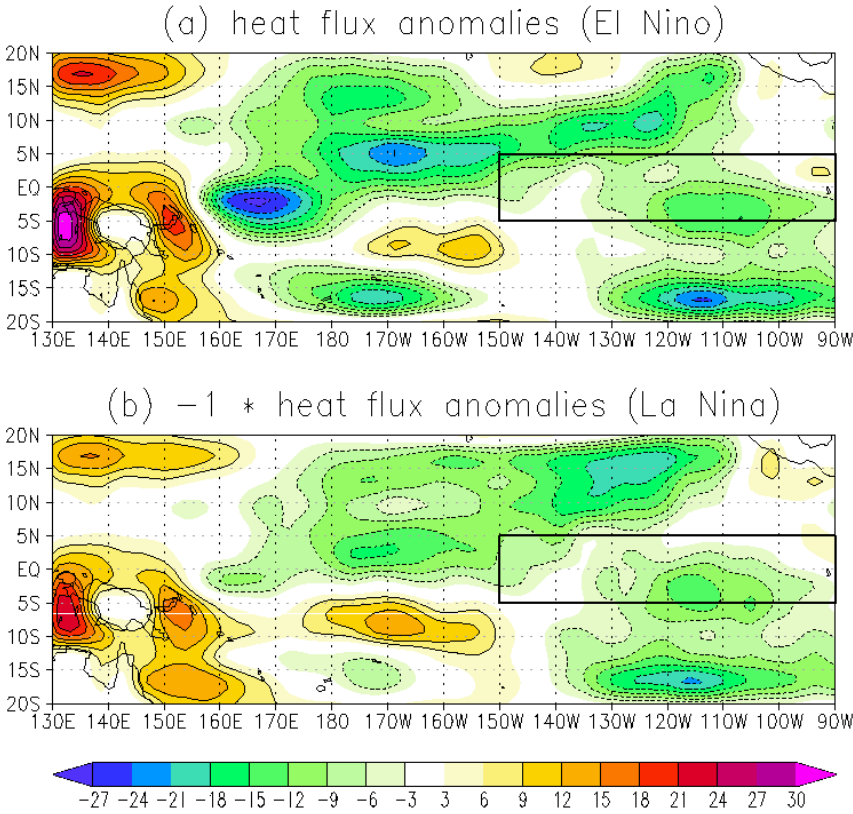 (a) heat flux anomalies (El Nino)
20N
15N
10N
5N
EQ
5S
10S
15S
20S
130E 140E 150E 160E 170E 180 170W 160W 150W 140W 130W 120W 110W 100W 90W
(b) −1 * heat flux anomalies (La Nina)
20N
15N
10N
5N
EQ
5S
10S
15S
20S
130E 140E 150E 160E 170E 180 170W 160W 150W 140W 130W 120W 110W 100W 90W
−27 −24 −21 −18 −15 −12 −9 −6 −3 3 6 9 12 15 18 21 24 27 30